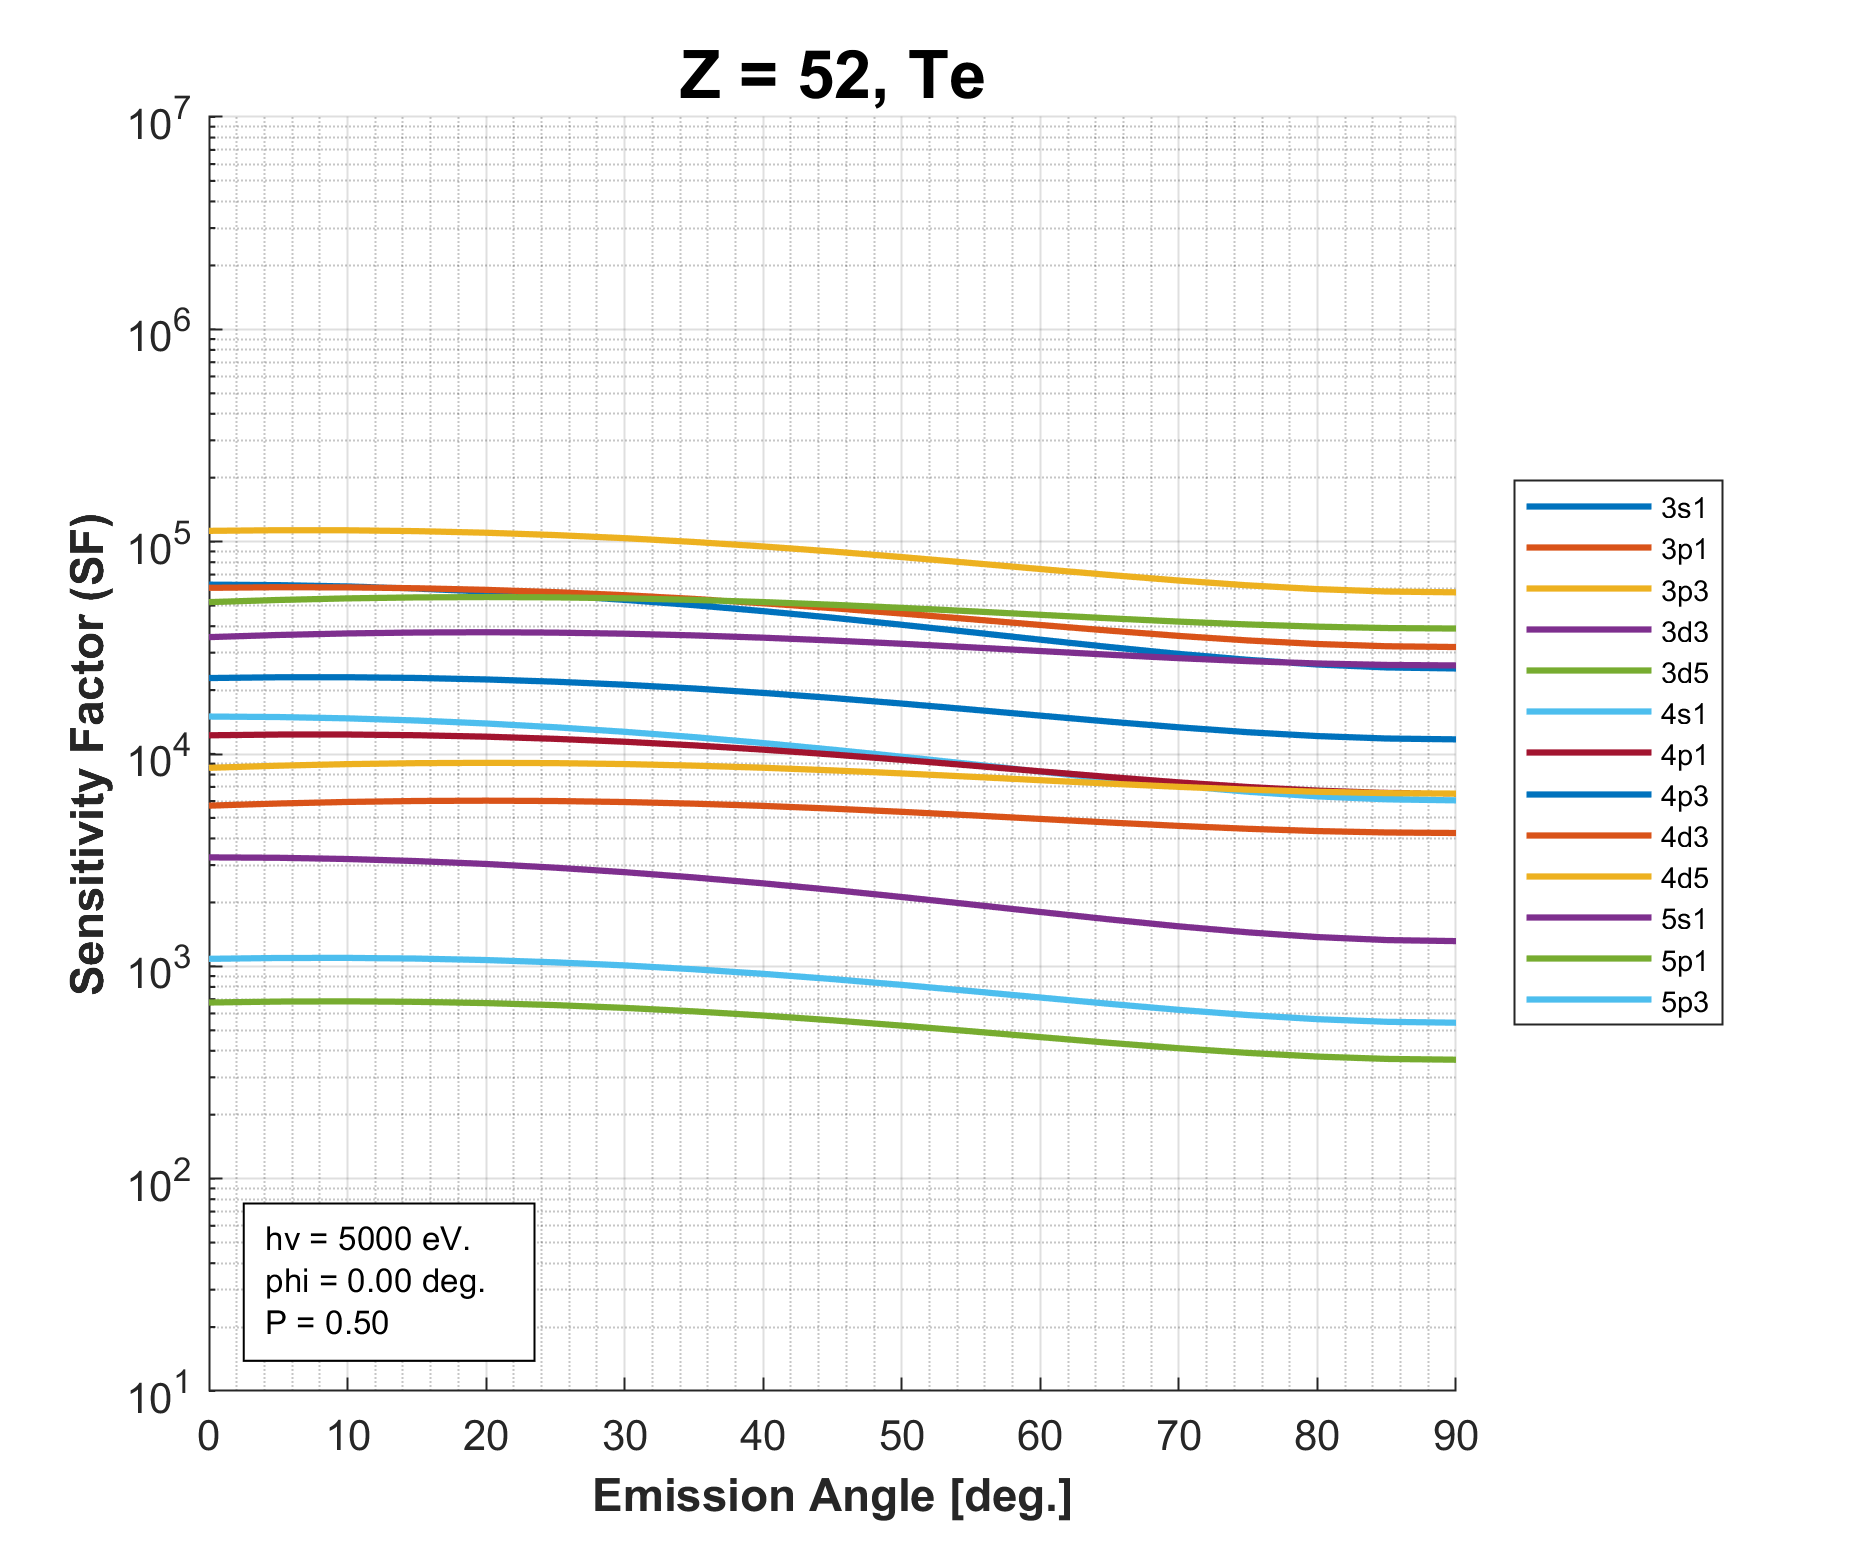 Z = 52, Te
10^7
10^6
10^5
10^4
10^3
10^2
10^1
Sensitivity Factor (SF)
0 10 20 30 40 50 60 70 80 90
Emission Angle [deg.]
hv = 5000 eV.
phi = 0.00 deg.
P = 0.50
3s1
3p1
3p3
3d3
3d5
4s1
4p1
4p3
4d3
4d5
5s1
5p1
5p3